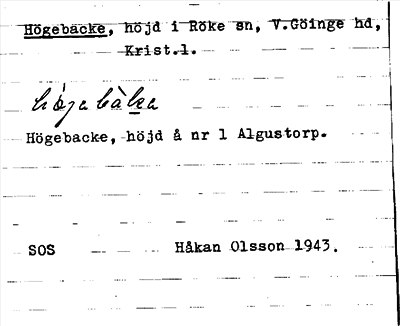 Högebacke, höjd i Röke sn, V.Göinge hd,
Krist.l.
Högebacke, höjd å nr 1 Algustorp.
SOS Håkan Olsson 1943.